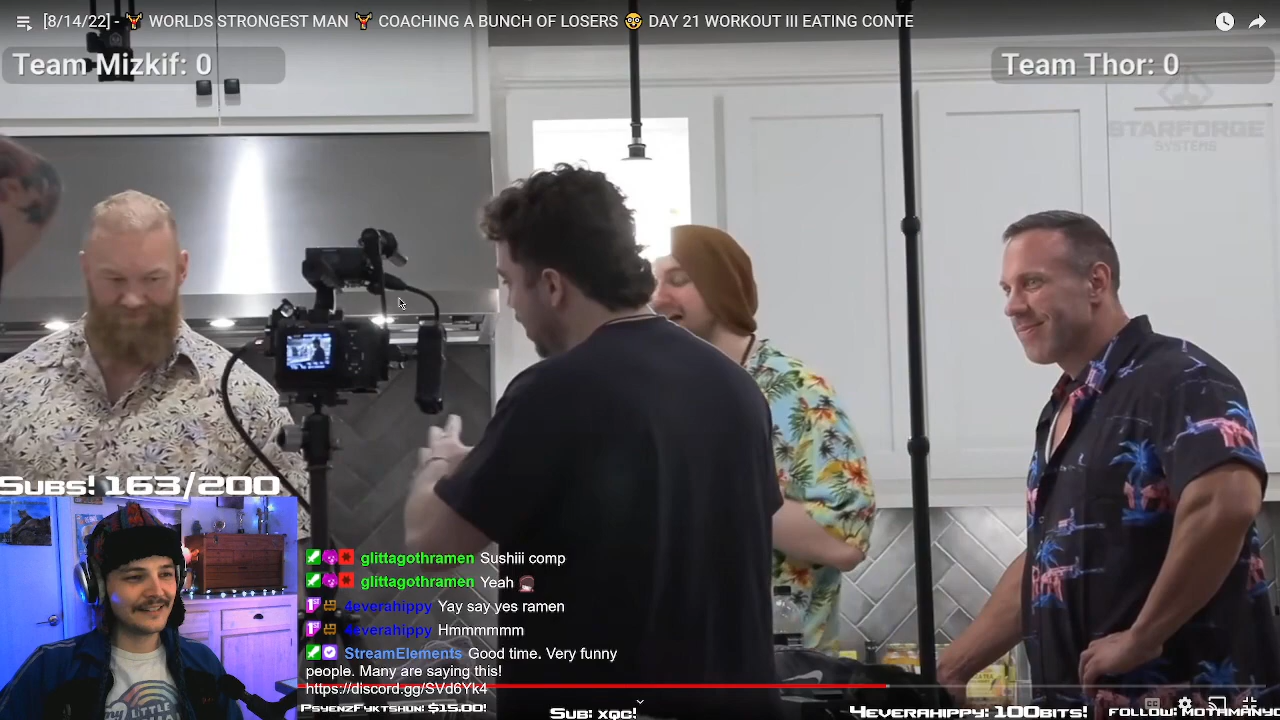 [8/14/22] - WORLDS STRONGEST MAN COACHING A BUNCH OF LOSERS DAY 21 WORKOUT III EATING CONTE
Team Mizkif: 0
Team Thor: 0
STARFORGE
SYSTEMS
SUBS! 163/200
glittagothramen Sushiii comp
glittagothramen Yeah
4everahippy Yay say yes ramen
4everahippy Hmmmmmm
StreamElements Good time. Very funny
people. Many are saying this!
https://discord.gg/SVd6Yk4
PsyenzFyktshun: $15.00!
Sub: xqc!
4everahippy: 100bits!
Follow: Motamany!